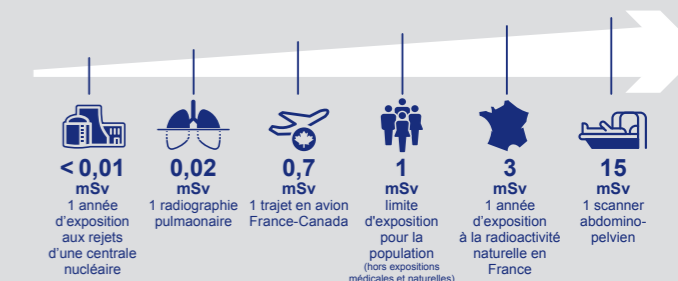 < 0,01
mSv
1 année
d'exposition
aux rejets
d'une centrale
nucléaire
0,02
mSv
1 radiographie
pulmaonaire
0,7
mSv
1 trajet en avion
France-Canada
1
mSv
limite
d'exposition
pour la
population
(hors expositions
médicales et naturelles)
3
mSv
1 année
d'exposition
à la radioactivité
naturelle en
France
15
mSv
1 scanner
abdomino-
pelvien